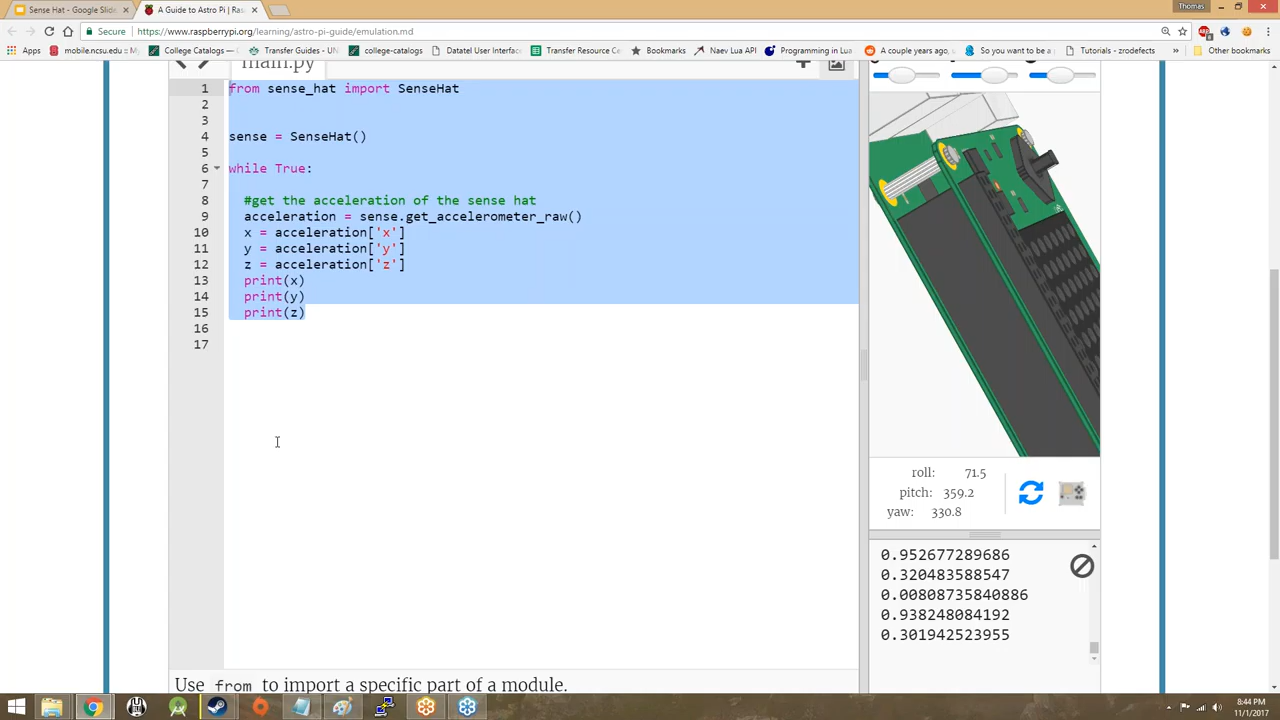 Sense Hat - Google Slide
A Guide to Astro Pi | Ras
Thomas
Secure
https://www.raspberrypi.org/learning/astro-pi-guide/emulation.md
Apps
mobile.ncsu.edu
College Catalogs
Transfer Guides - UN
college-catalogs
Datatel User Interfac
Transfer Resource Ce
Bookmarks
Naev Lua API
Programming in Lua
A couple years ago,
So you want to be a
Tutorials - zrodefects
Other bookmarks
main.py
1 from sense_hat import SenseHat
2
3
4 sense = SenseHat()
5
6 while True:
7
8 #get the acceleration of the sense hat
9 acceleration = sense.get_accelerometer_raw()
10 x = acceleration['x']
11 y = acceleration['y']
12 z = acceleration['z']
13 print(x)
14 print(y)
15 print(z)
16
17
roll: 71.5
pitch: 359.2
yaw: 330.8
0.952677289686
0.320483588547
0.00808735840886
0.938248084192
0.301942523955
Use from to import a specific part of a module.
8:44 PM
11/1/2017